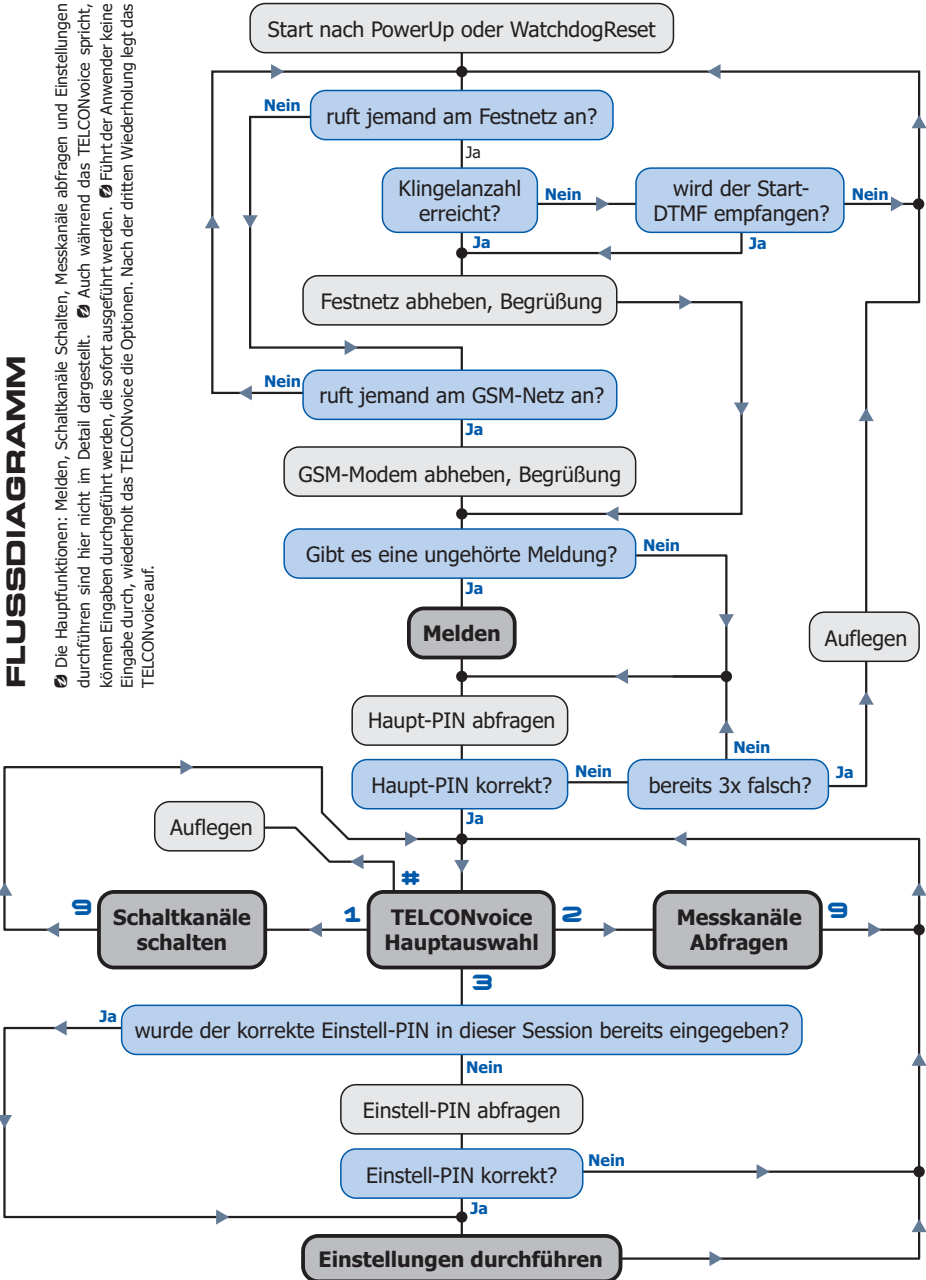 FLUSSDIAGRAMM
Die Hauptfunktionen: Melden, Schaltkanäle Schalten, Messkanäle abfragen und Einstellungen
durchführen sind hier nicht im Detail dargestellt. Auch während das TELCONvoice spricht,
können Eingaben durchgeführt werden, die sofort ausgeführt werden. Führt der Anwender keine
Eingabe durch, wiederholt das TELCONvoice die Optionen. Nach der dritten Wiederholung legt das
TELCONvoice auf.
Start nach PowerUp oder WatchdogReset
Nein
ruft jemand am Festnetz an?
Ja
Klingelanzahl
erreicht?
Nein
wird der Start-
DTMF empfangen?
Nein
Ja
Ja
Festnetz abheben, Begrüßung
Nein
ruft jemand am GSM-Netz an?
Ja
GSM-Modem abheben, Begrüßung
Gibt es eine ungehörte Meldung?
Nein
Ja
Melden
Auflegen
Haupt-PIN abfragen
Nein
Haupt-PIN korrekt?
Nein
bereits 3x falsch?
Ja
Ja
Auflegen
#
9
Schaltkanäle
schalten
1
TELCONvoice
Hauptauswahl
2
Messkanäle
Abfragen
9
3
Ja
wurde der korrekte Einstell-PIN in dieser Session bereits eingegeben?
Nein
Einstell-PIN abfragen
Einstell-PIN korrekt?
Nein
Ja
Einstellungen durchführen